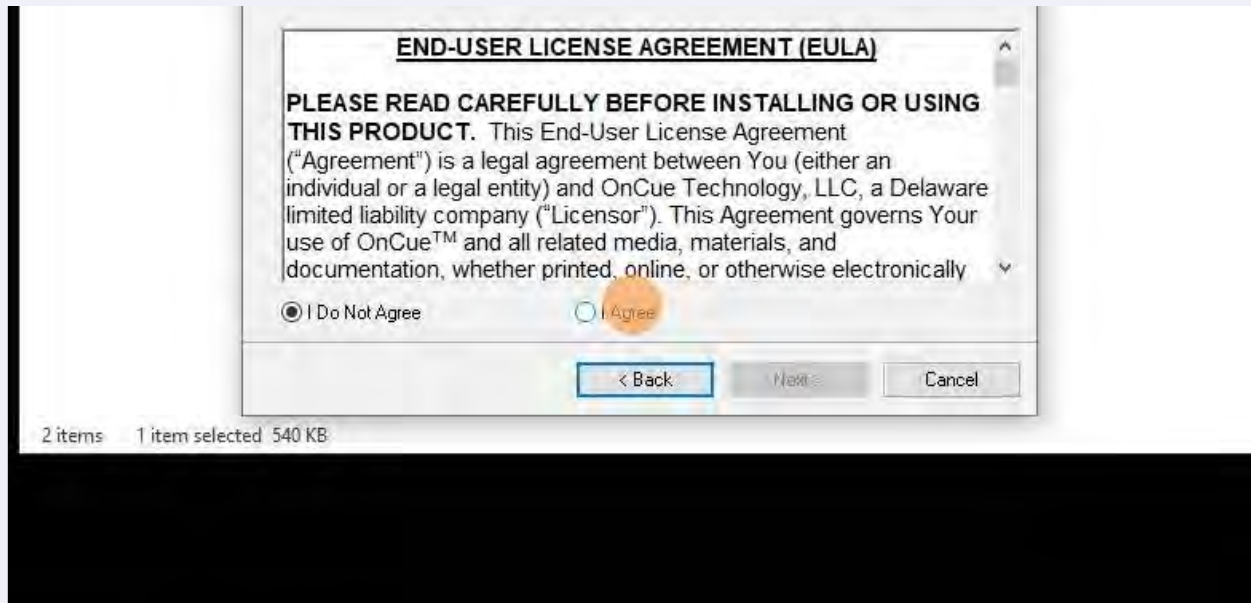 END-USER LICENSE AGREEMENT (EULA)
PLEASE READ CAREFULLY BEFORE INSTALLING OR USING
THIS PRODUCT. This End-User License Agreement
("Agreement") is a legal agreement between You (either an
individual or a legal entity) and OnCue Technology, LLC, a Delaware
limited liability company ("Licensor"). This Agreement governs Your
use of OnCue™ and all related media, materials, and
documentation, whether printed, online, or otherwise electronically
I Do Not Agree I Agree
< Back Next > Cancel
2 items 1 item selected 540 KB